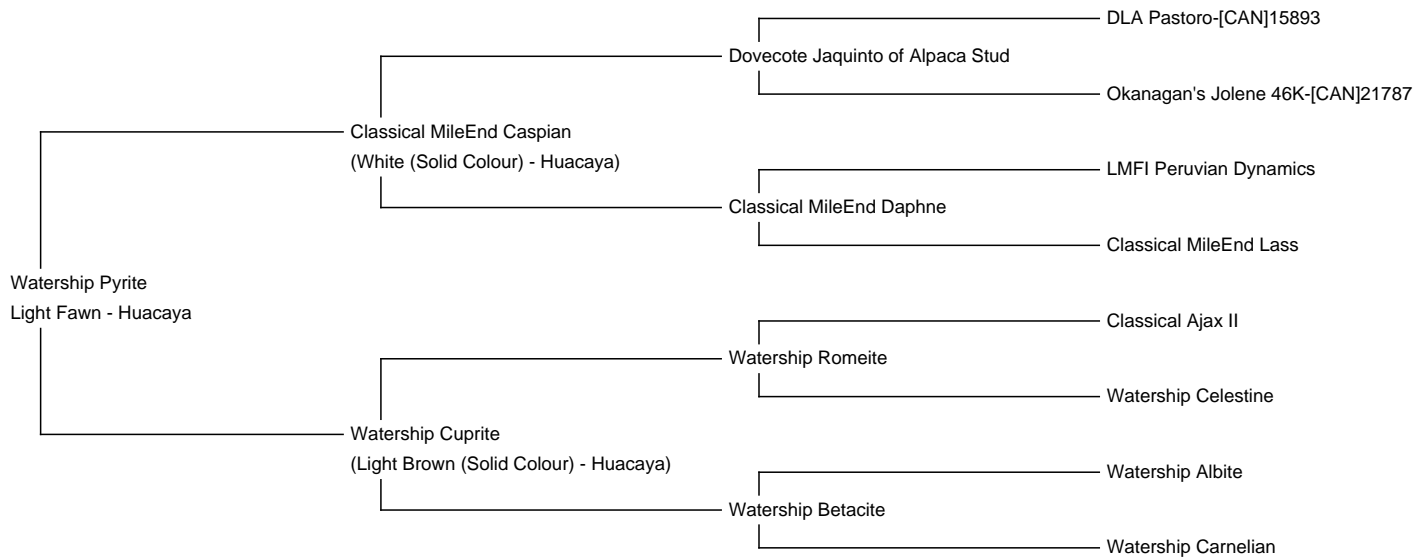 DLA Pastoro-[CAN]15893
Dovecote Jaquinto of Alpaca Stud
Okanagan's Jolene 46K-[CAN]21787
Classical MileEnd Caspian
(White (Solid Colour) - Huacaya)
LMFI Peruvian Dynamics
Classical MileEnd Daphne
Classical MileEnd Lass
Watership Pyrite
Light Fawn - Huacaya
Classical Ajax II
Watership Romeite
Watership Celestine
Watership Cuprite
(Light Brown (Solid Colour) - Huacaya)
Watership Albite
Watership Betacite
Watership Carnelian